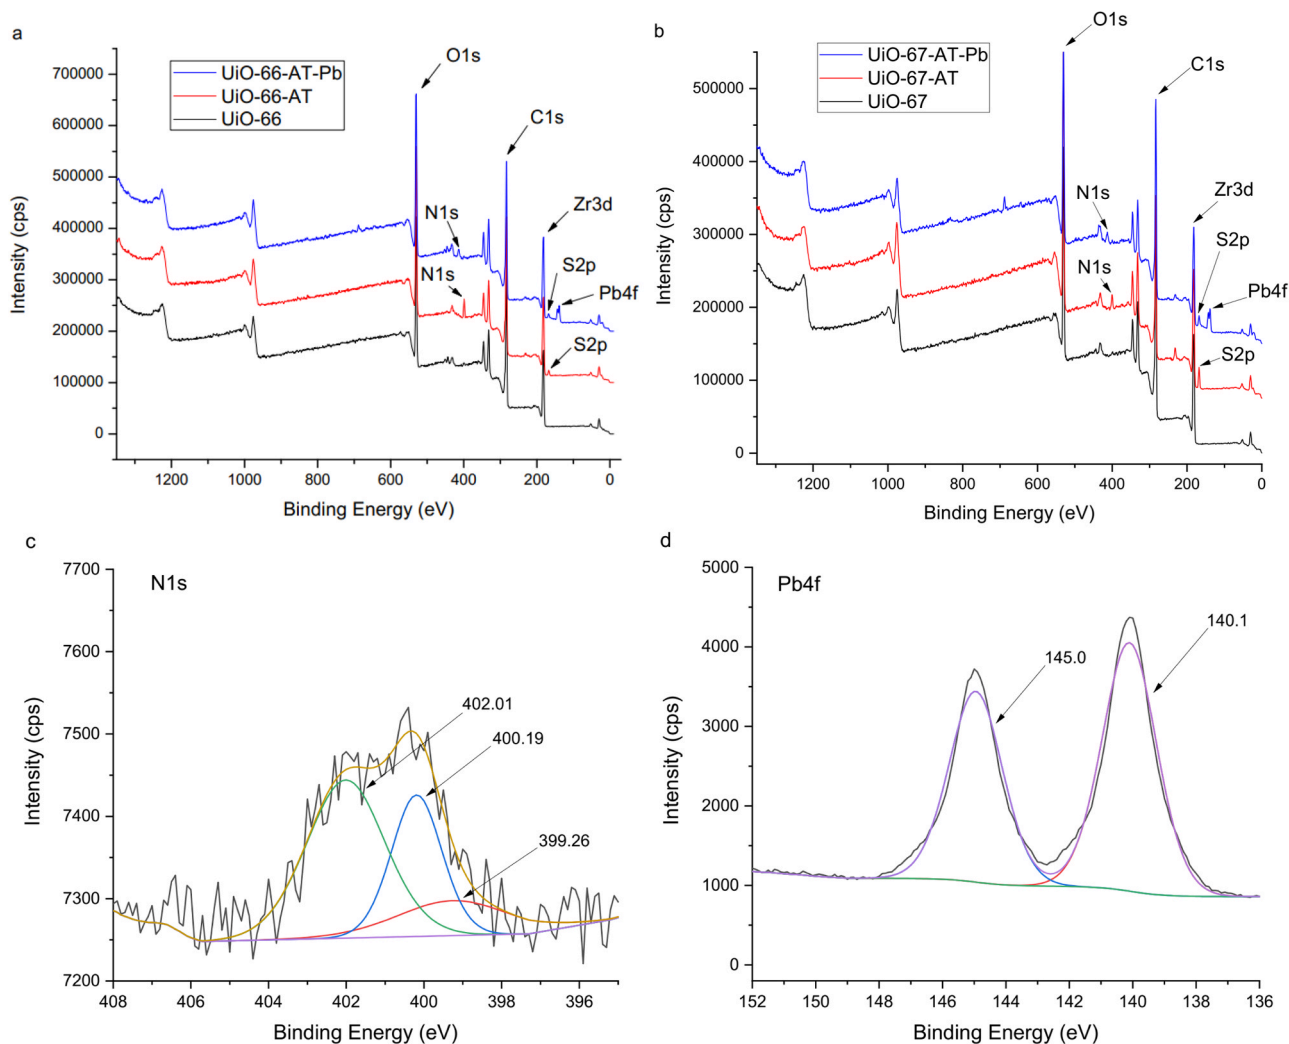 a
UiO-66-AT-Pb
UiO-66-AT
UiO-66
O1s
C1s
Zr3d
N1s
N1s
S2p
Pb4f
S2p
700000
600000
500000
400000
300000
200000
100000
0
Intensity (cps)
1200 1000 800 600 400 200 0
Binding Energy (eV)
b
UiO-67-AT-Pb
UiO-67-AT
UiO-67
O1s
C1s
Zr3d
N1s
S2p
N1s
Pb4f
S2p
500000
400000
300000
200000
100000
0
Intensity (cps)
1200 1000 800 600 400 200 0
Binding Energy (eV)
c
N1s
402.01
400.19
399.26
7700
7600
7500
7400
7300
7200
Intensity (cps)
408 406 404 402 400 398 396
Binding Energy (eV)
d
Pb4f
140.1
145.0
5000
4000
3000
2000
1000
0
Intensity (cps)
152 150 148 146 144 142 140 138 136
Binding Energy (eV)